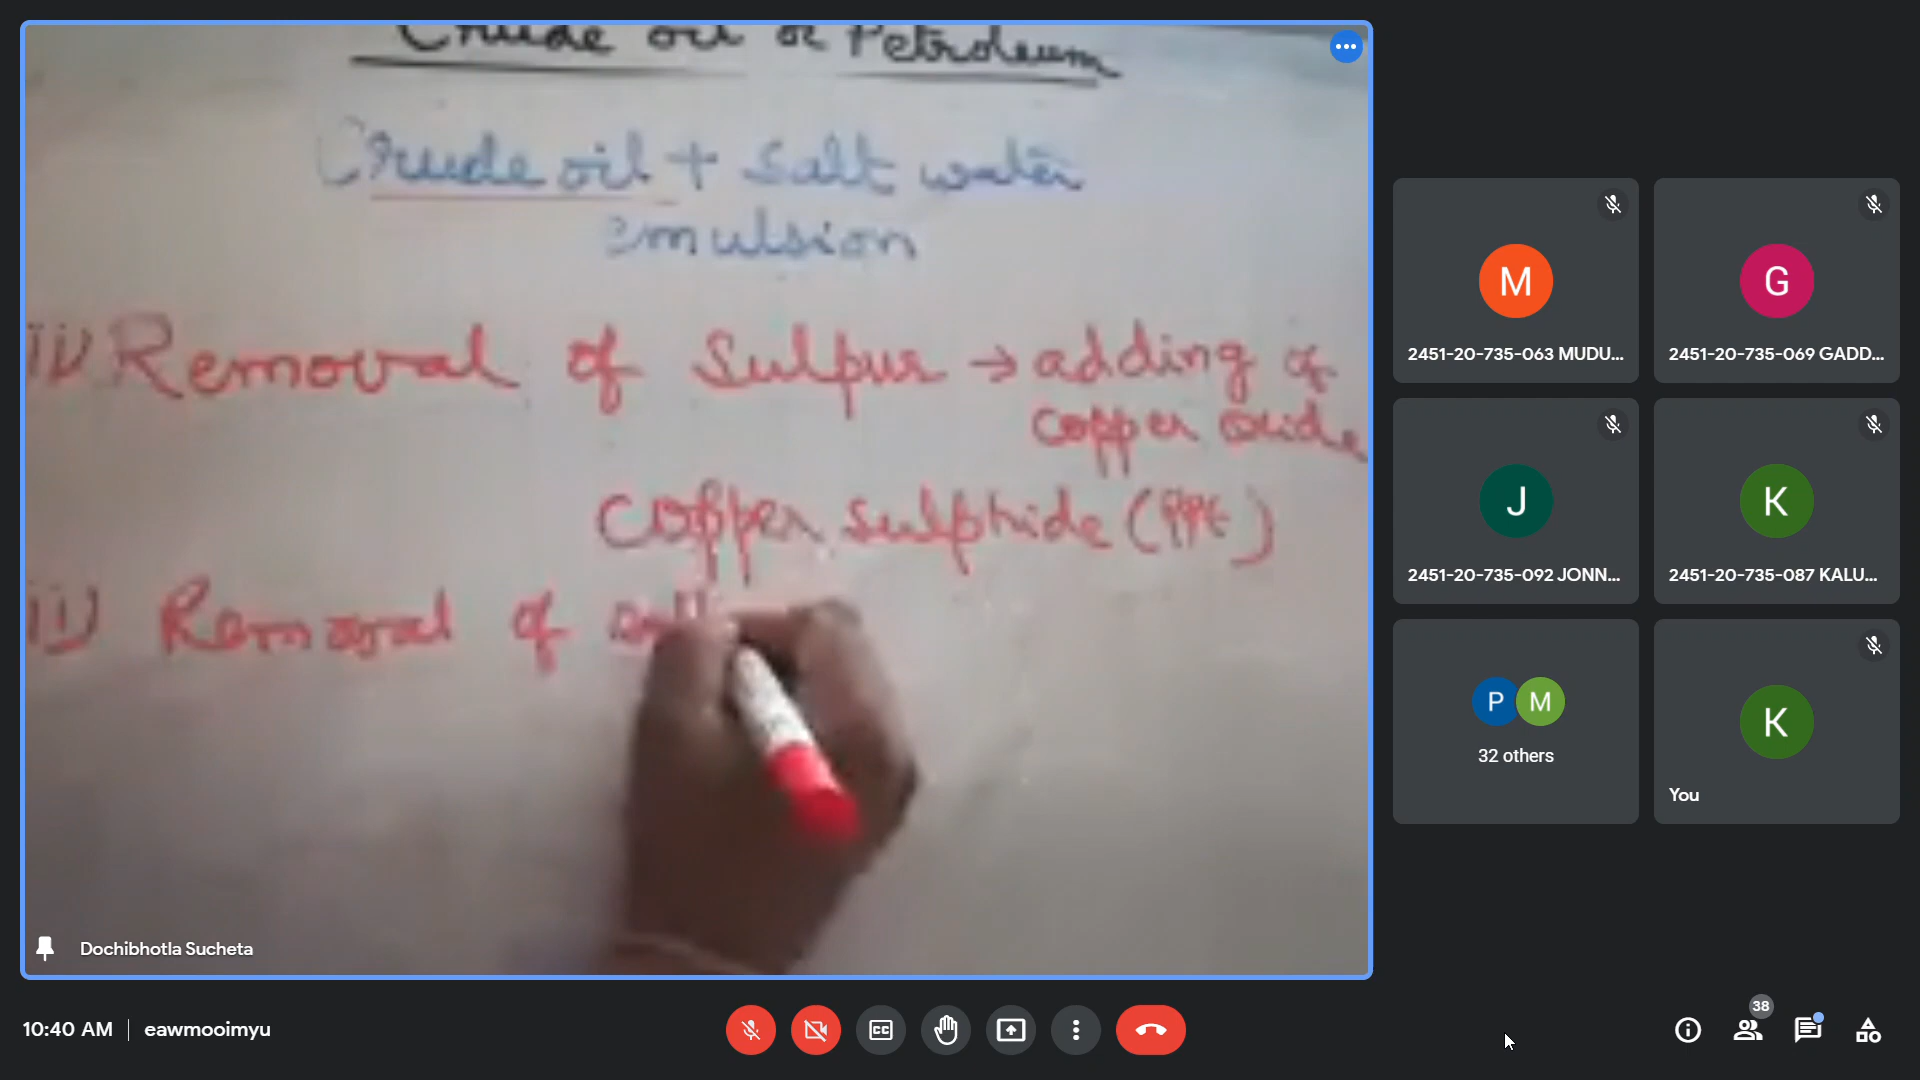 Crude oil or Petroleum
Crude oil + Salt water
emulsion
ii) Removal of Sulpur → adding of
copper oxide
Copper sulphide (PPt)
iii) Removal of
Dochibhotla Sucheta
2451-20-735-063 MUDU...
2451-20-735-069 GADD...
2451-20-735-092 JONN...
2451-20-735-087 KALU...
M
G
J
K
P M
32 others
K
You
10:40 AM | eawmooimyu
CC
38